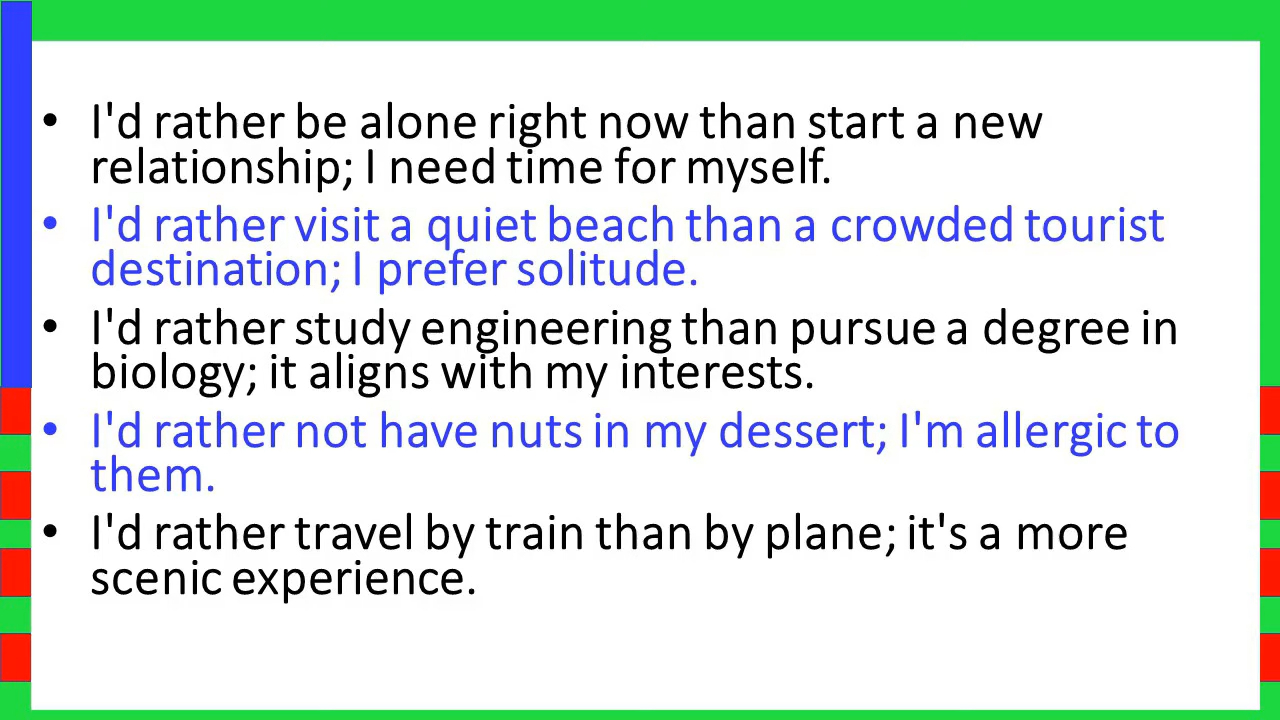 • I'd rather be alone right now than start a new
relationship; I need time for myself.
• I'd rather visit a quiet beach than a crowded tourist
destination; I prefer solitude.
• I'd rather study engineering than pursue a degree in
biology; it aligns with my interests.
• I'd rather not have nuts in my dessert; I'm allergic to
them.
• I'd rather travel by train than by plane; it's a more
scenic experience.